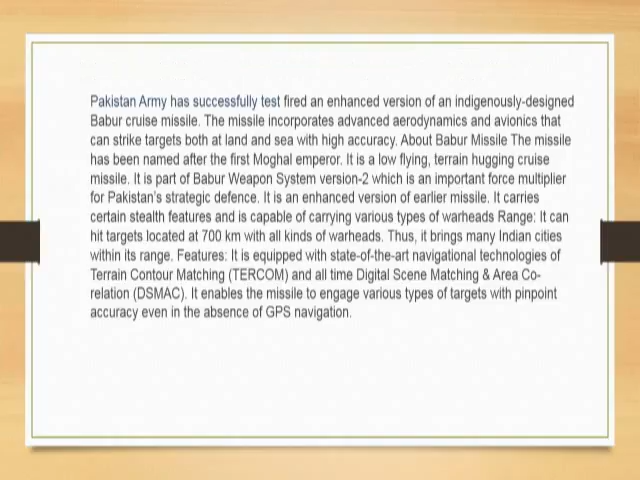 Pakistan Army has successfully test fired an enhanced version of an indigenously-designed
Babur cruise missile. The missile incorporates advanced aerodynamics and avionics that
can strike targets both at land and sea with high accuracy. About Babur Missile The missile
has been named after the first Moghal emperor. It is a low flying, terrain hugging cruise
missile. It is part of Babur Weapon System version-2 which is an important force multiplier
for Pakistan's strategic defence. It is an enhanced version of earlier missile. It carries
certain stealth features and is capable of carrying various types of warheads Range: It can
hit targets located at 700 km with all kinds of warheads. Thus, it brings many Indian cities
within its range. Features: It is equipped with state-of-the-art navigational technologies of
Terrain Contour Matching (TERCOM) and all time Digital Scene Matching & Area Co-
relation (DSMAC). It enables the missile to engage various types of targets with pinpoint
accuracy even in the absence of GPS navigation.